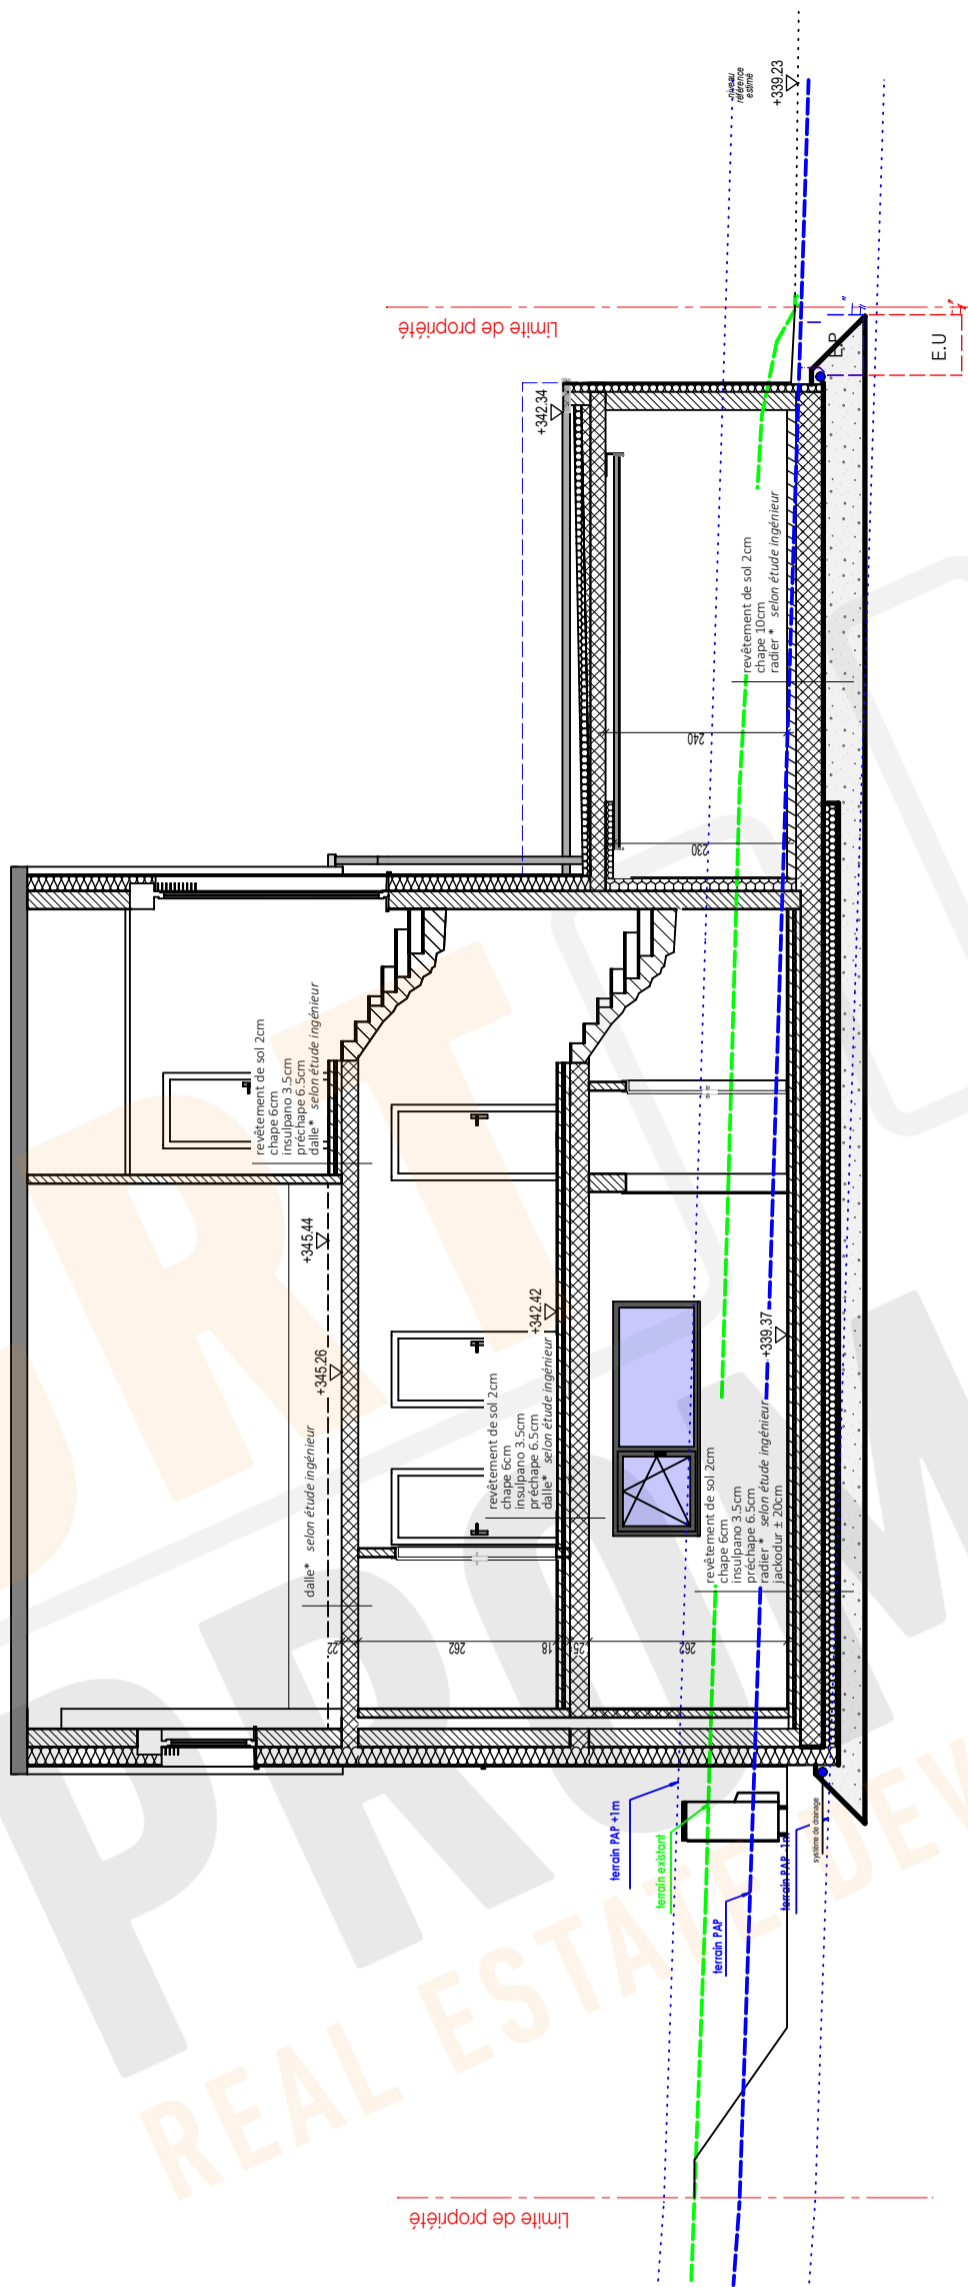 niveau
référence
estimé
+339.23
Limite de propriété
+342.34
E.P
E.U
revêtement de sol 2cm
chape 10cm
radier * selon étude ingénieur
240
230
revêtement de sol 2cm
chape 6cm
insulpano 3.5cm
préchape 6.5cm
dalle* selon étude ingénieur
+345.44
+345.26
+342.42
+339.37
dalle* selon étude ingénieur
revêtement de sol 2cm
chape 6cm
insulpano 3.5cm
préchape 6.5cm
dalle* selon étude ingénieur
revêtement de sol 2cm
chape 6cm
insulpano 3.5cm
préchape 6.5cm
radier * selon étude ingénieur
jackodur ± 20cm
22
262
18
25
262
terrain PAP +1m
terrain existant
terrain PAP
terrain PAP -1m
système de drainage
Limite de propriété
PROM
REAL ESTATE DEV